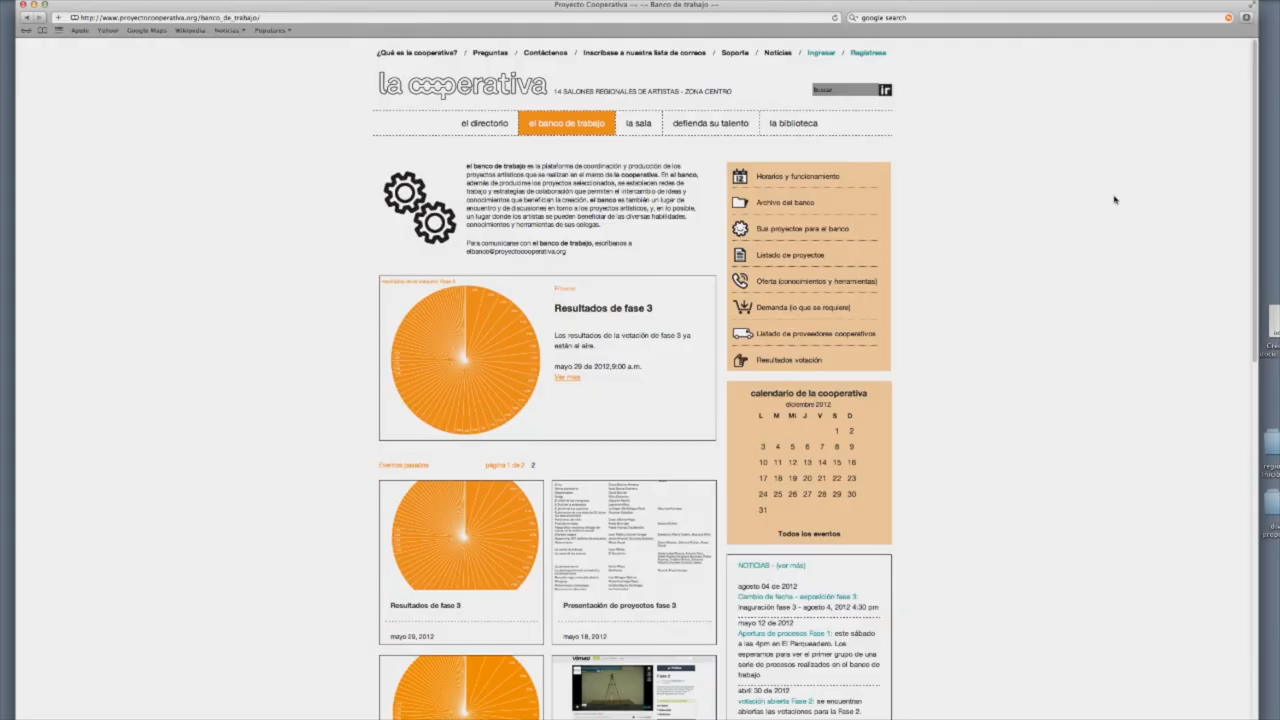 Proyecto Cooperativa —— Banco de trabajo ——
http://www.proyectocooperativa.org/banco_de_trabajo/
google search
Apple Yahoo! Google Maps Wikipedia Noticias Populares
¿Qué es la cooperativa? / Preguntas / Contáctenos / Inscríbase a nuestra lista de correos / Soporte / Noticias / Ingresar / Regístrese
la cooperativa 14 SALONES REGIONALES DE ARTISTAS - ZONA CENTRO
Buscar ir
el directorio el banco de trabajo la sala defienda su talento la biblioteca
el banco de trabajo es la plataforma de coordinación y producción de los
proyectos artísticos que se realizan en el marco de la cooperativa. En el banco,
además de producirse los proyectos seleccionados, se establecen redes de
trabajo y estrategias de colaboración que permiten el intercambio de ideas y
conocimientos que benefician la creación. el banco es también un lugar de
encuentro y de discusiones en torno a los proyectos artísticos, y, en lo posible,
un lugar donde los artistas se pueden beneficiar de las diversas habilidades,
conocimientos y herramientas de sus colegas.
Para comunicarse con el banco de trabajo, escríbanos a
elbanco@proyectocooperativa.org
Horarios y funcionamiento
Archivo del banco
Sus proyectos para el banco
Listado de proyectos
Oferta (conocimientos y herramientas)
Demanda (lo que se requiere)
Listado de proveedores cooperativos
Resultados votación
Resultados de fase 3
Los resultados de la votación de fase 3 ya
están al aire.
mayo 29 de 2012,9:00 a.m.
Ver más
calendario de la cooperativa
diciembre 2012
L M Mi J V S D
1 2
3 4 5 6 7 8 9
10 11 12 13 14 15 16
17 18 19 20 21 22 23
24 25 26 27 28 29 30
31
Todos los eventos
Eventos pasados página 1 de 2 2
Resultados de fase 3
mayo 29, 2012
Presentación de proyectos fase 3
mayo 18, 2012
NOTICIAS - (ver más)
agosto 04 de 2012
Cambio de fecha - exposición fase 3:
Inaguración fase 3 - agosto 4, 2012 4:30 pm
mayo 12 de 2012
Apertura de procesos Fase 1: este sábado
a las 4pm en El Parqueadero. Los
esperamos para ver el primer grupo de una
serie de procesos realizados en el banco de
trabajo
abril 30 de 2012
votación abierta Fase 2: se encuentran
abiertas las votaciones para la Fase 2.